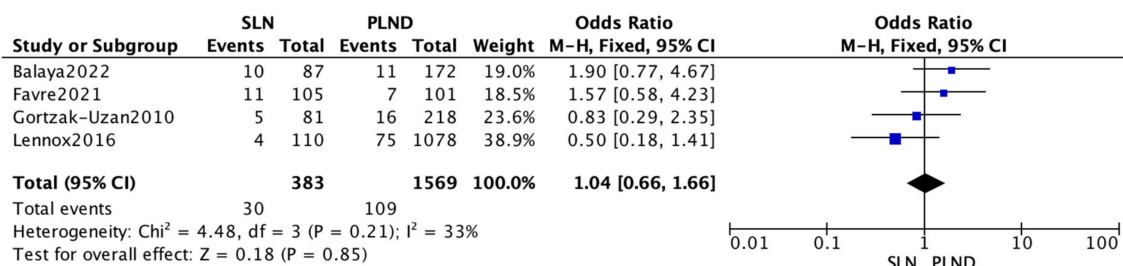 SLN PLND Odds Ratio Odds Ratio
Study or Subgroup Events Total Events Total Weight M-H, Fixed, 95% CI M-H, Fixed, 95% CI
Balaya2022 10 87 11 172 19.0% 1.90 [0.77, 4.67]
Favre2021 11 105 7 101 18.5% 1.57 [0.58, 4.23]
Gortzak-Uzan2010 5 81 16 218 23.6% 0.83 [0.29, 2.35]
Lennox2016 4 110 75 1078 38.9% 0.50 [0.18, 1.41]
Total (95% CI) 383 1569 100.0% 1.04 [0.66, 1.66]
Total events 30 109
Heterogeneity: Chi² = 4.48, df = 3 (P = 0.21); I² = 33%
Test for overall effect: Z = 0.18 (P = 0.85)
0.01 0.1 1 10 100
SLN PLND